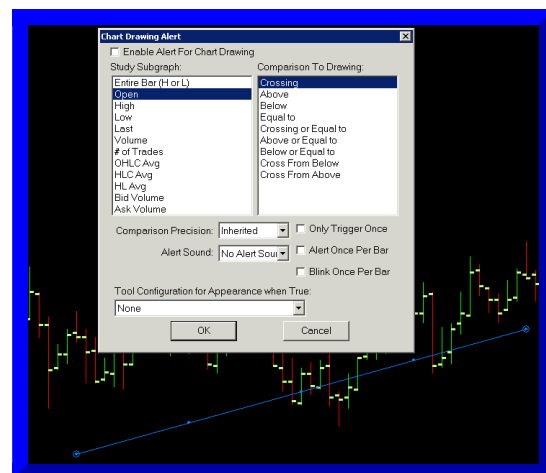 Chart Drawing Alert
Enable Alert For Chart Drawing
Study Subgraph:
Entire Bar (H or L)
Open
High
Low
Last
Volume
# of Trades
OHLC Avg
HLC Avg
HL Avg
Bid Volume
Ask Volume
Comparison To Drawing:
Crossing
Above
Below
Equal to
Crossing or Equal to
Above or Equal to
Below or Equal to
Cross From Below
Cross From Above
Comparison Precision: Inherited
Only Trigger Once
Alert Sound: No Alert Soun
Alert Once Per Bar
Blink Once Per Bar
Tool Configuration for Appearance when True:
None
OK Cancel